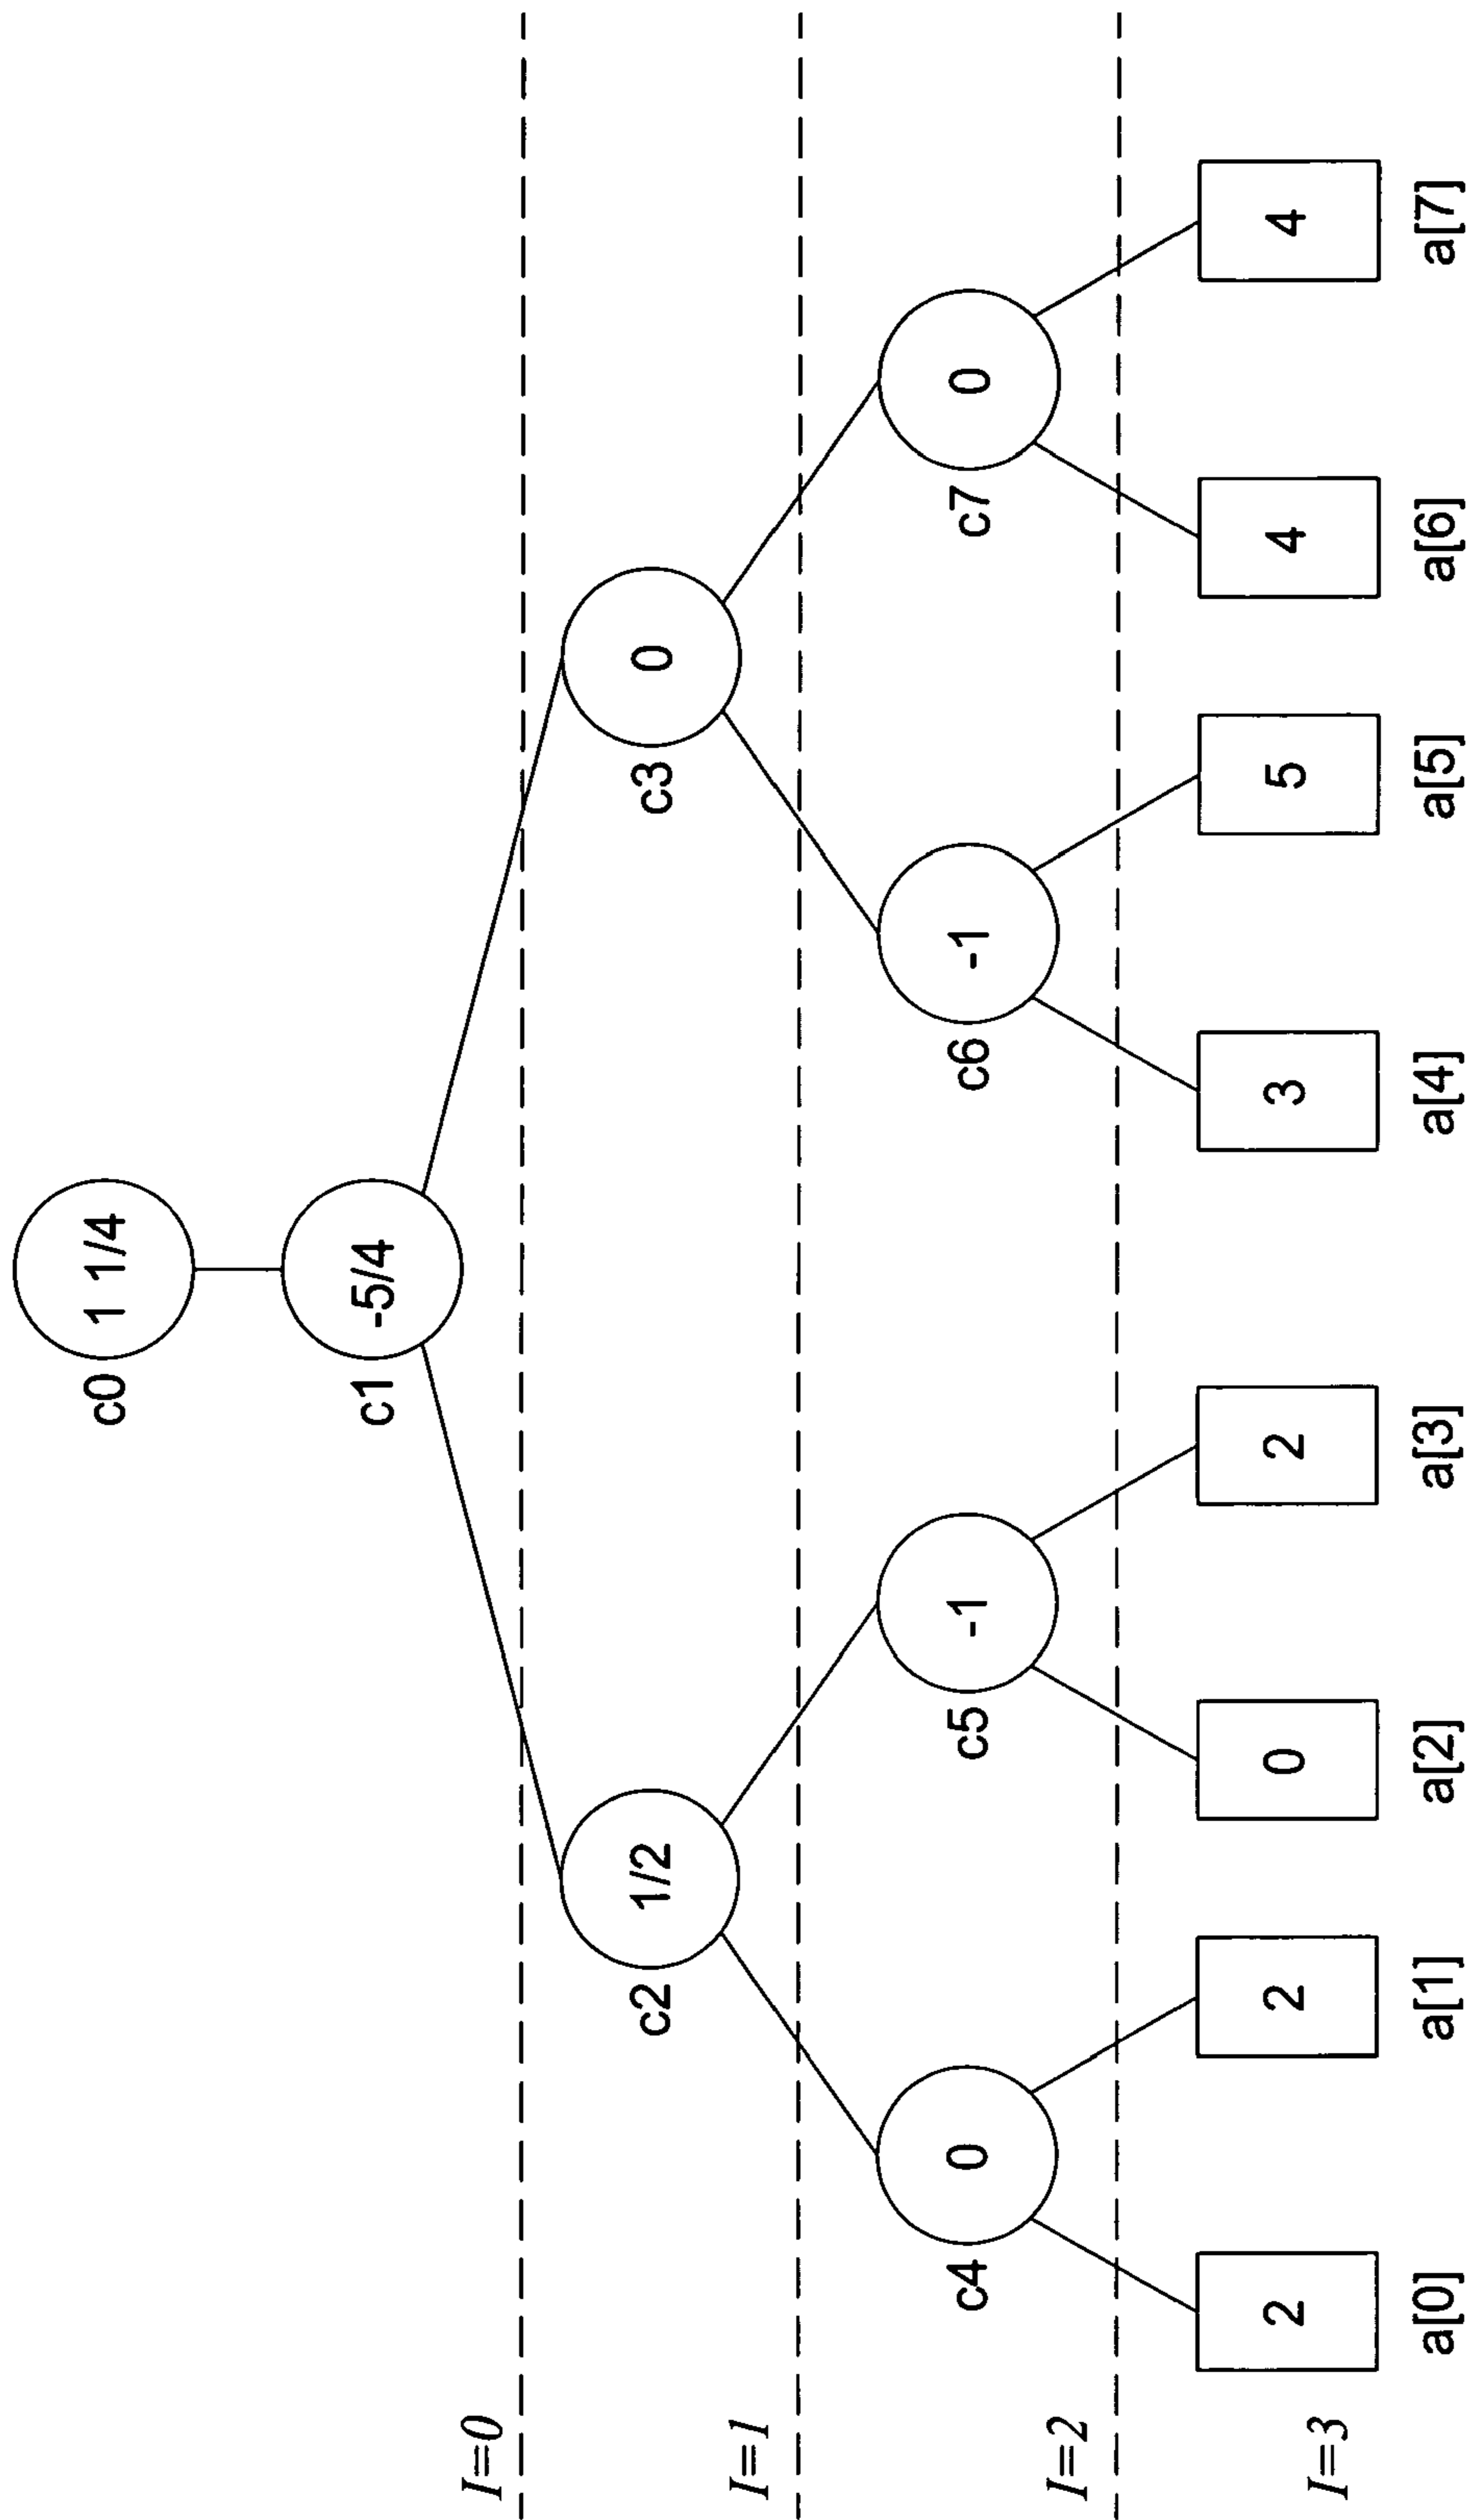 c0 1 1/4
l=0 c1 -5/4
l=1 c2 1/2 c3 0
l=2 c4 0 c5 -1 c6 -1 c7 0
l=3 2 2 0 2 3 5 4 4
a[0] a[1] a[2] a[3] a[4] a[5] a[6] a[7]